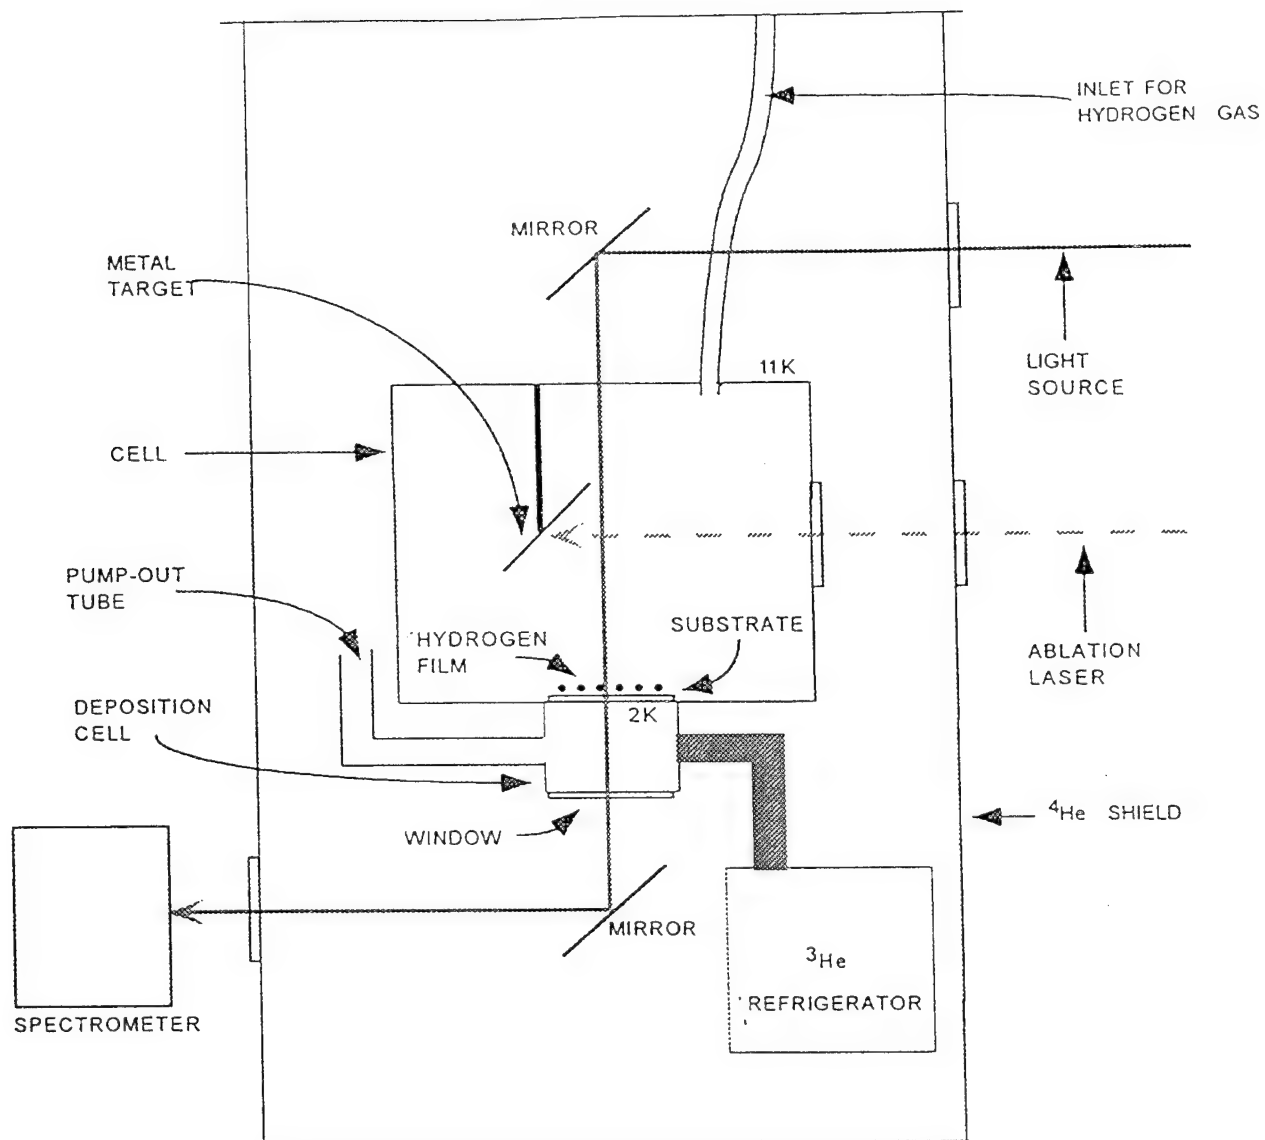 INLET FOR
HYDROGEN GAS
MIRROR
METAL
TARGET
11K
LIGHT
SOURCE
CELL
PUMP-OUT
TUBE
HYDROGEN
FILM
SUBSTRATE
ABLATION
LASER
DEPOSITION
CELL
2K
WINDOW
4He SHIELD
MIRROR
3He
REFRIGERATOR
SPECTROMETER